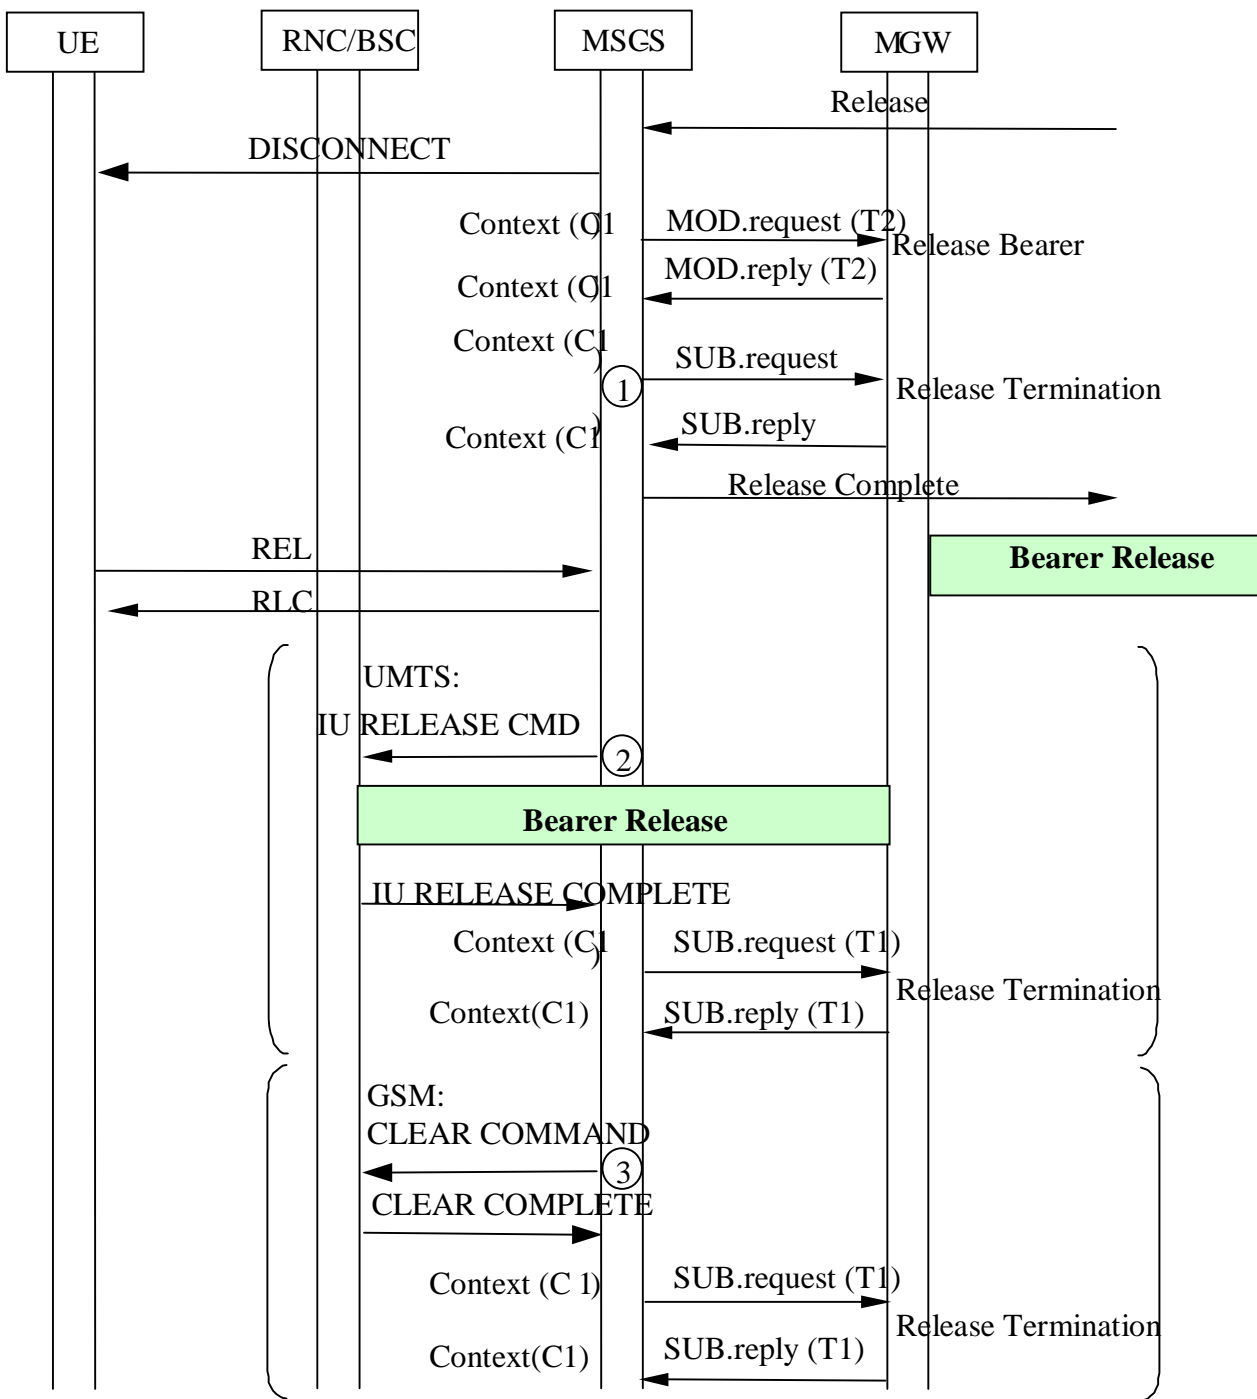 UE
RNC/BSC
MSC-S
MGW
Release
DISCONNECT
Context (C1)
MOD.request (T2)
Release Bearer
Context (C1)
MOD.reply (T2)
Context (C1)
SUB.request
1
Release Termination
Context (C1)
SUB.reply
Release Complete
REL
Bearer Release
RLC
UMTS:
IU RELEASE CMD
2
Bearer Release
IU RELEASE COMPLETE
Context (C1)
SUB.request (T1)
Release Termination
Context(C1)
SUB.reply (T1)
GSM:
CLEAR COMMAND
3
CLEAR COMPLETE
Context (C 1)
SUB.request (T1)
Release Termination
Context(C1)
SUB.reply (T1)